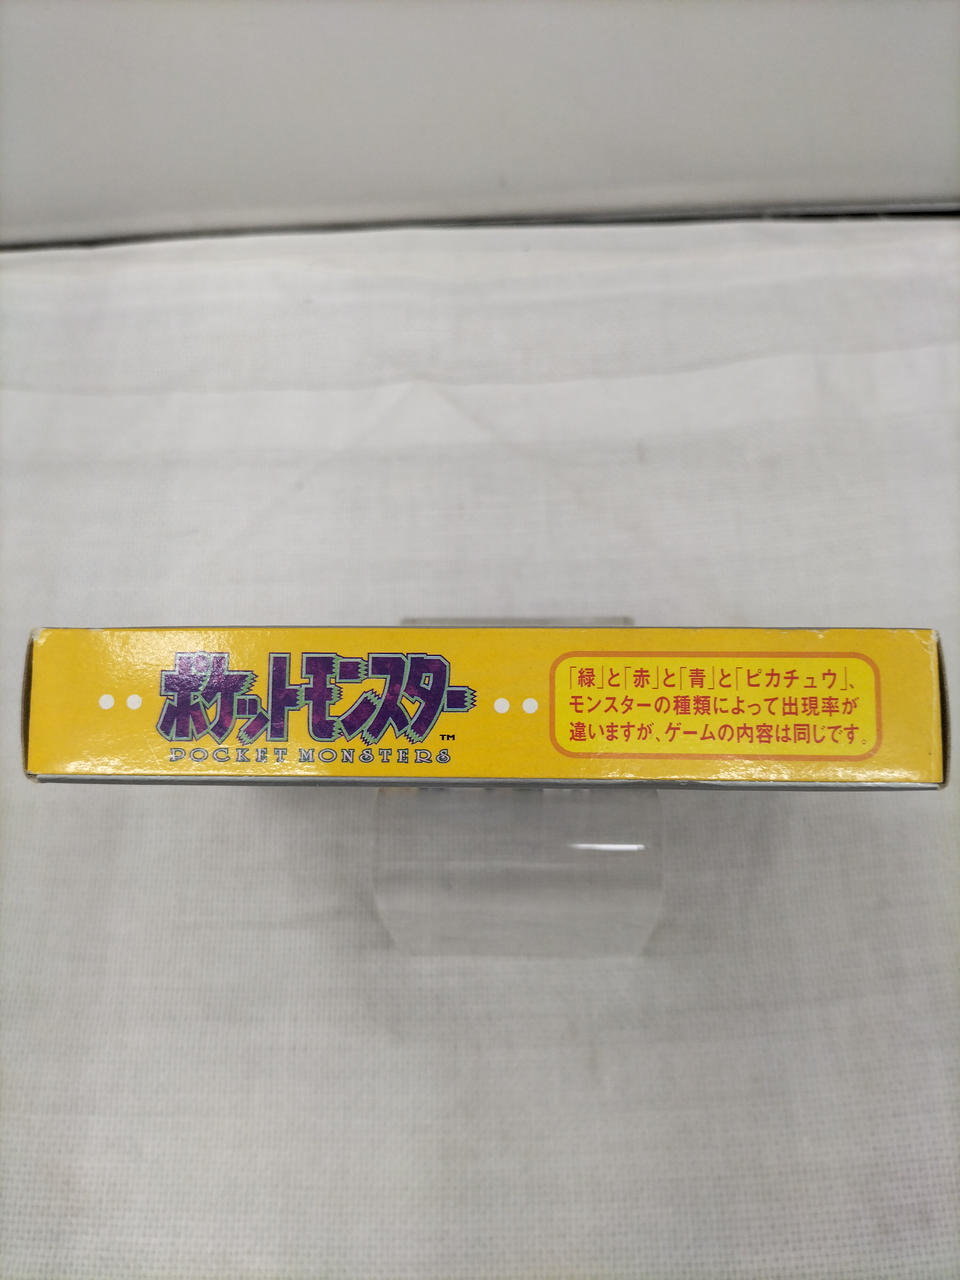 ポケットモンスター
TM
POCKET MONSTERS
「緑」と「赤」と「青」と「ピカチュウ」、
モンスターの種類によって出現率が
違いますが、ゲームの内容は同じです。